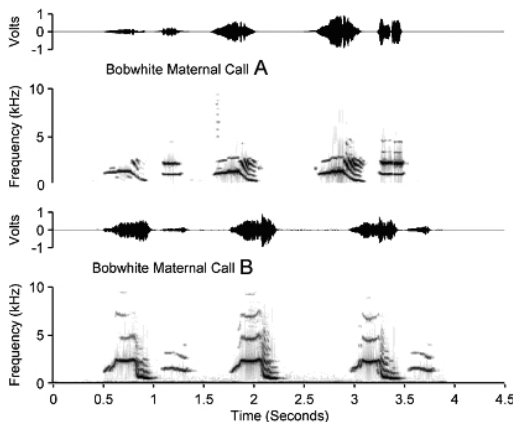 Volts
1
0
-1
Bobwhite Maternal Call A
Frequency (kHz)
10
5
0
Volts
1
0
-1
Bobwhite Maternal Call B
Frequency (kHz)
10
5
0
0 0.5 1 1.5 2 2.5 3 3.5 4 4.5
Time (Seconds)